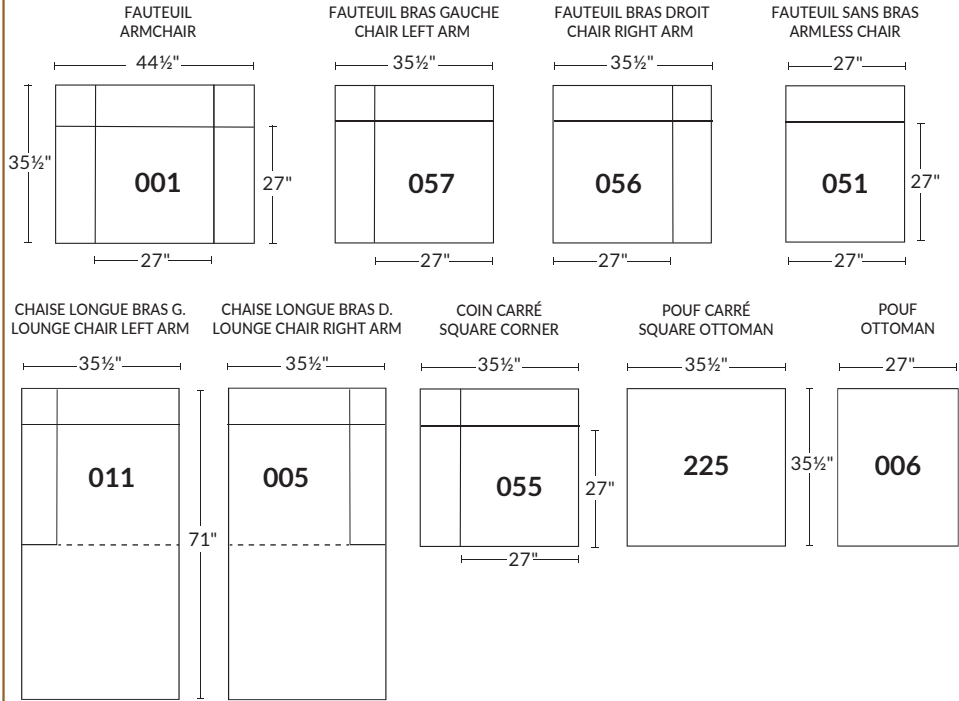 FAUTEUIL
ARMCHAIR
44½"
35½"
001
27"
27"
FAUTEUIL BRAS GAUCHE
CHAIR LEFT ARM
35½"
057
27"
FAUTEUIL BRAS DROIT
CHAIR RIGHT ARM
35½"
056
27"
FAUTEUIL SANS BRAS
ARMLESS CHAIR
27"
051
27"
27"
CHAISE LONGUE BRAS G.
LOUNGE CHAIR LEFT ARM
35½"
011
71"
CHAISE LONGUE BRAS D.
LOUNGE CHAIR RIGHT ARM
35½"
005
COIN CARRÉ
SQUARE CORNER
35½"
055
27"
27"
POUF CARRÉ
SQUARE OTTOMAN
35½"
225
35½"
POUF
OTTOMAN
27"
006